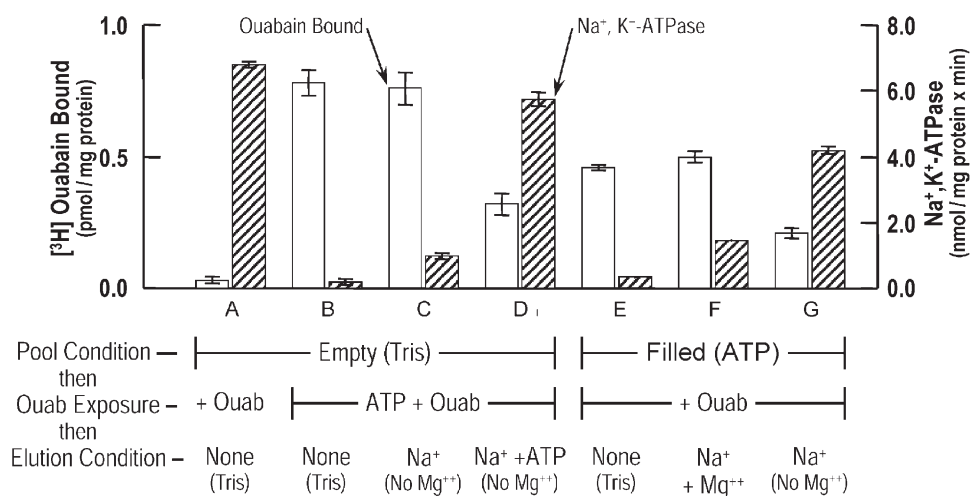 Ouabain Bound
Na⁺, K⁺-ATPase
1.0
0.5
0.0
[³H] Ouabain Bound
(pmol / mg protein)
8.0
6.0
4.0
2.0
0.0
Na⁺,K⁺-ATPase
(nmol / mg protein x min)
A B C D E F G
Pool Condition – Empty (Tris) Filled (ATP)
then
Ouab Exposure – + Ouab ATP + Ouab + Ouab
then
Elution Condition – None None Na⁺ Na⁺ +ATP None Na⁺ Na⁺
(Tris) (Tris) (No Mg⁺⁺) (No Mg⁺⁺) (Tris) + Mg⁺⁺ (No Mg⁺⁺)